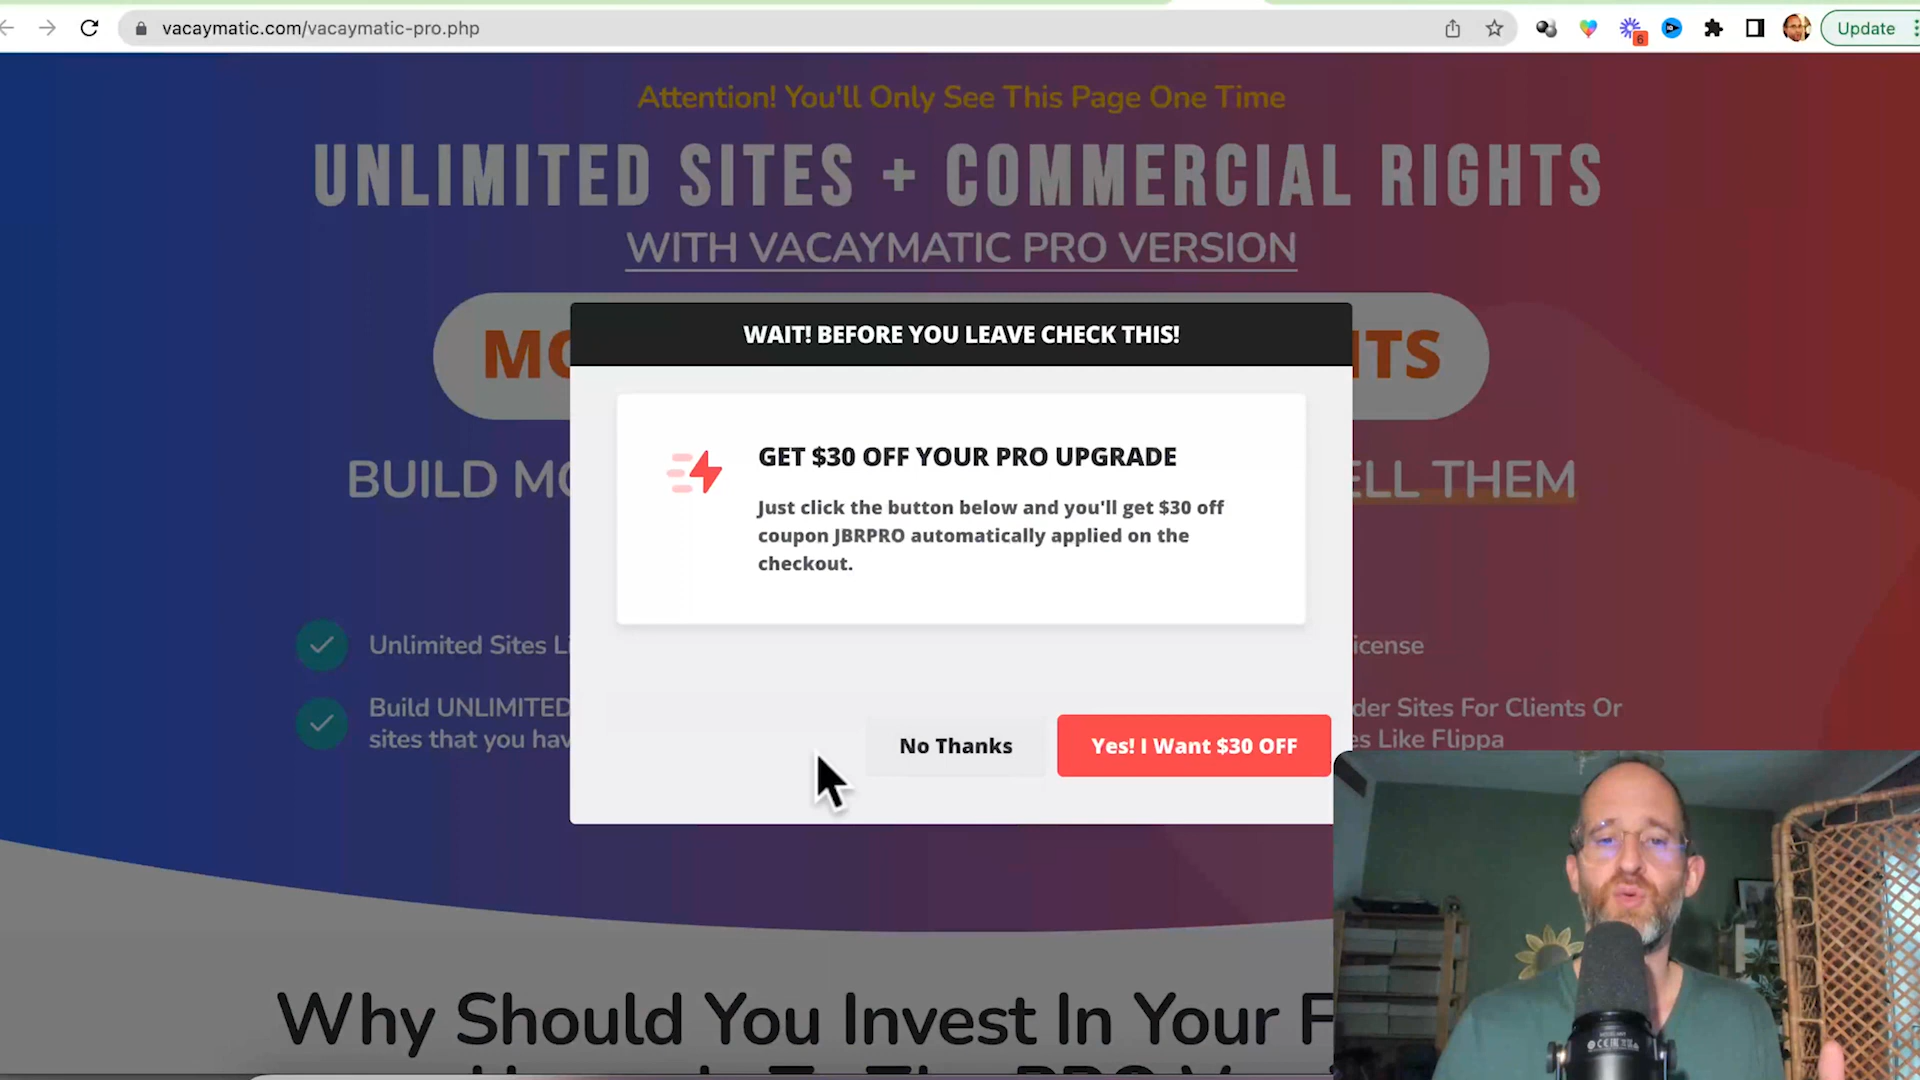 vacaymatic.com/vacaymatic-pro.php
6
Update
Attention! You'll Only See This Page One Time
UNLIMITED SITES + COMMERCIAL RIGHTS
WITH VACAYMATIC PRO VERSION
WAIT! BEFORE YOU LEAVE CHECK THIS!
GET $30 OFF YOUR PRO UPGRADE
BUILD
ELL THEM
Just click the button below and you'll get $30 off
coupon JBRPRO automatically applied on the
checkout.
Unlimited Sites Li
icense
Build UNLIMITED
der Sites For Clients Or
sites that you hav
es Like Flippa
No Thanks
Yes! I Want $30 OFF
Why Should You Invest In Your F